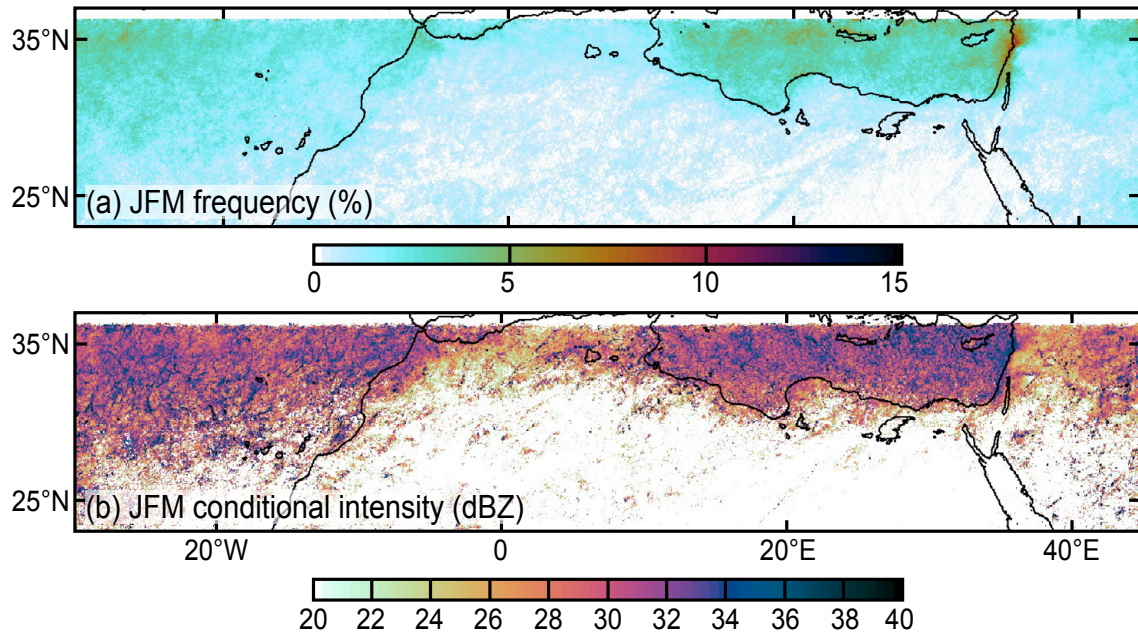 35°N
25°N
(a) JFM frequency (%)
0 5 10 15
35°N
25°N
(b) JFM conditional intensity (dBZ)
20°W 0 20°E 40°E
20 22 24 26 28 30 32 34 36 38 40